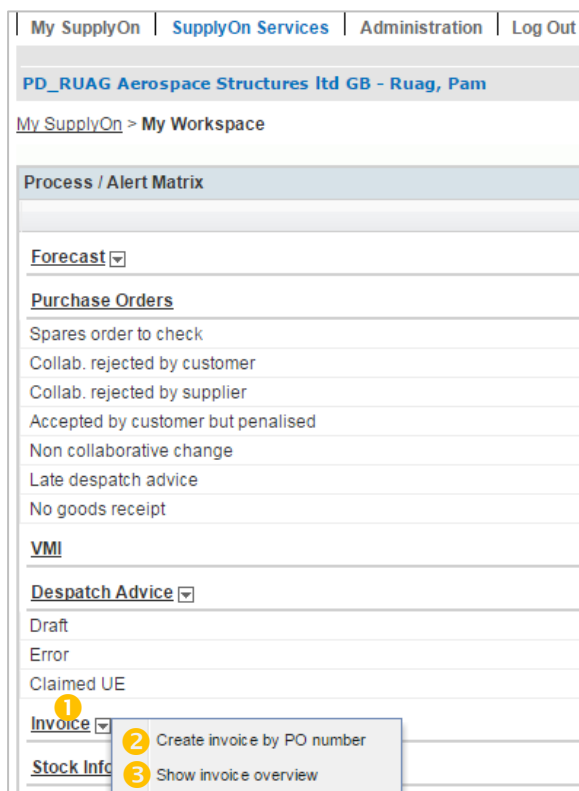 My SupplyOn | SupplyOn Services | Administration | Log Out
PD_RUAG Aerospace Structures ltd GB - Ruag, Pam
My SupplyOn > My Workspace
Process / Alert Matrix
Forecast
Purchase Orders
Spares order to check
Collab. rejected by customer
Collab. rejected by supplier
Accepted by customer but penalised
Non collaborative change
Late despatch advice
No goods receipt
VMI
Despatch Advice
Draft
Error
Claimed UE
1
Invoice
2 Create invoice by PO number
Stock Info
3 Show invoice overview